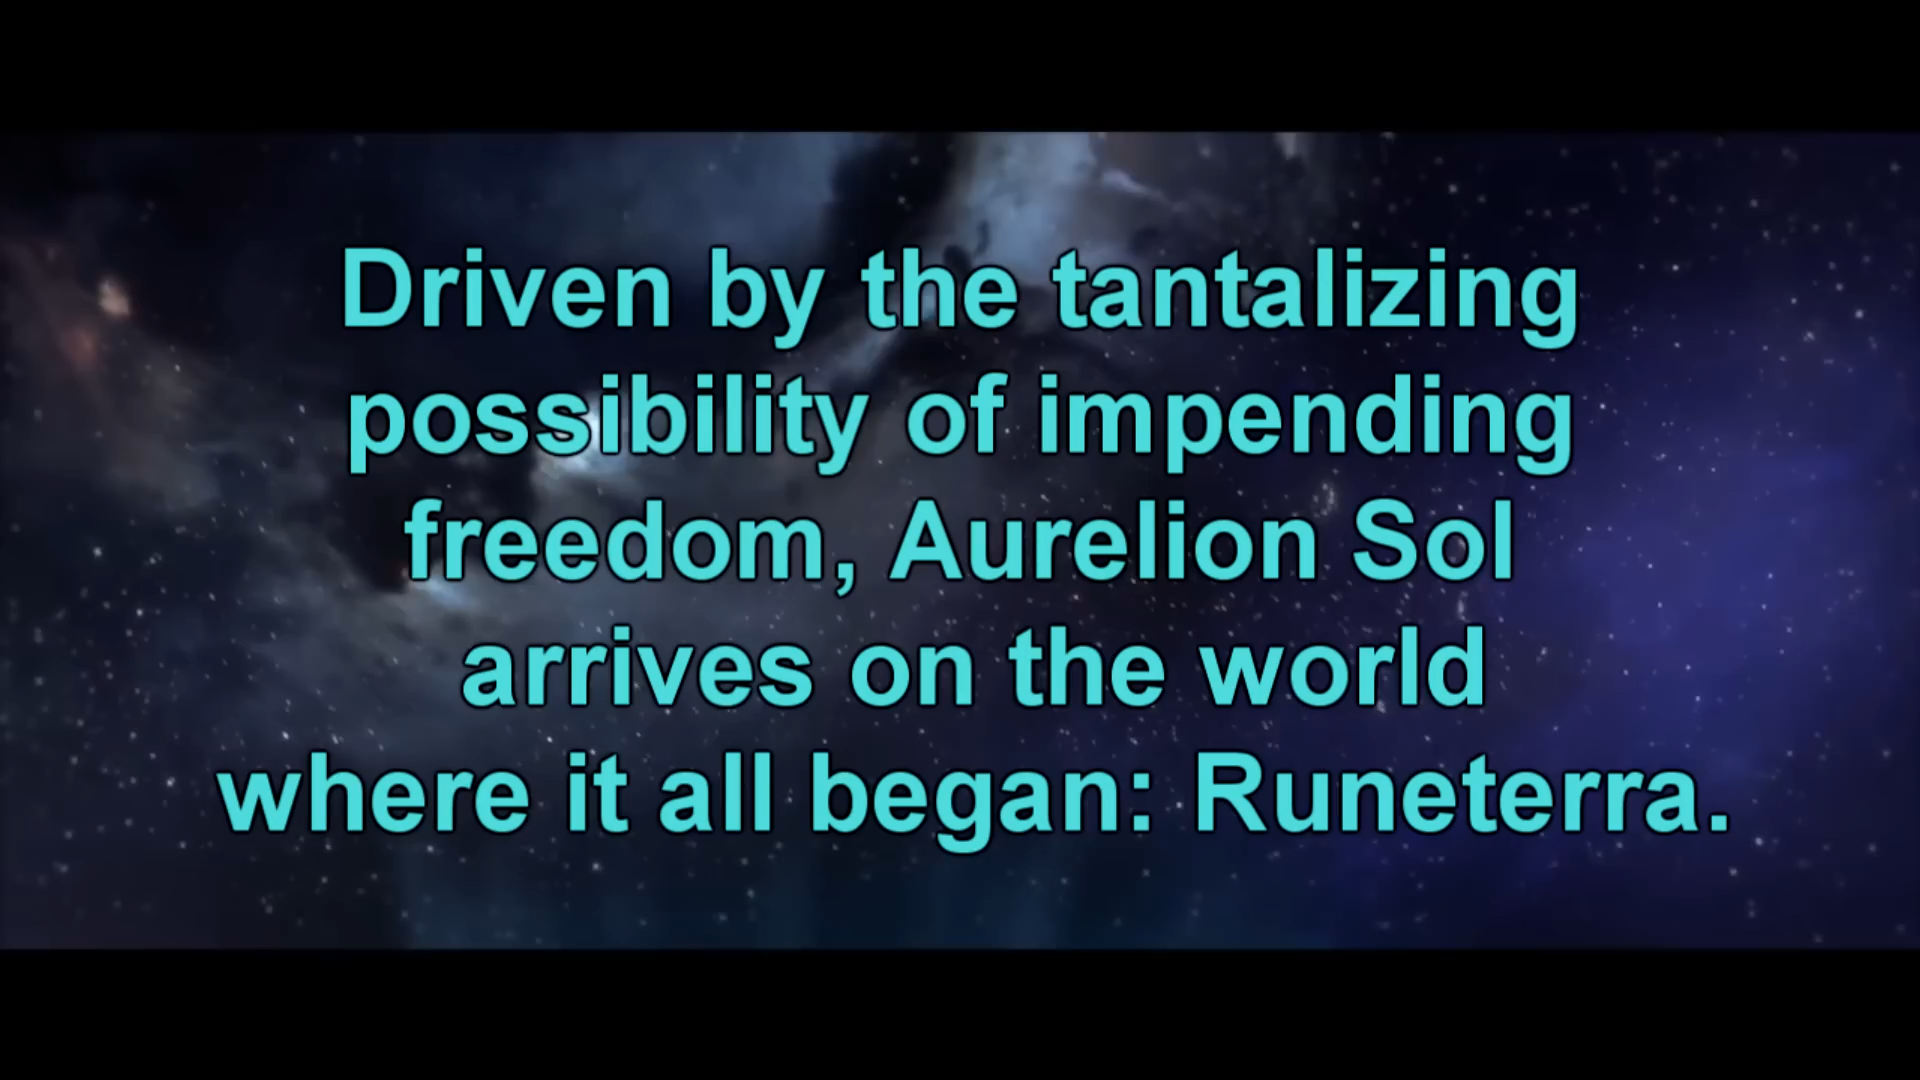 Driven by the tantalizing
possibility of impending
freedom, Aurelion Sol
arrives on the world
where it all began: Runeterra.